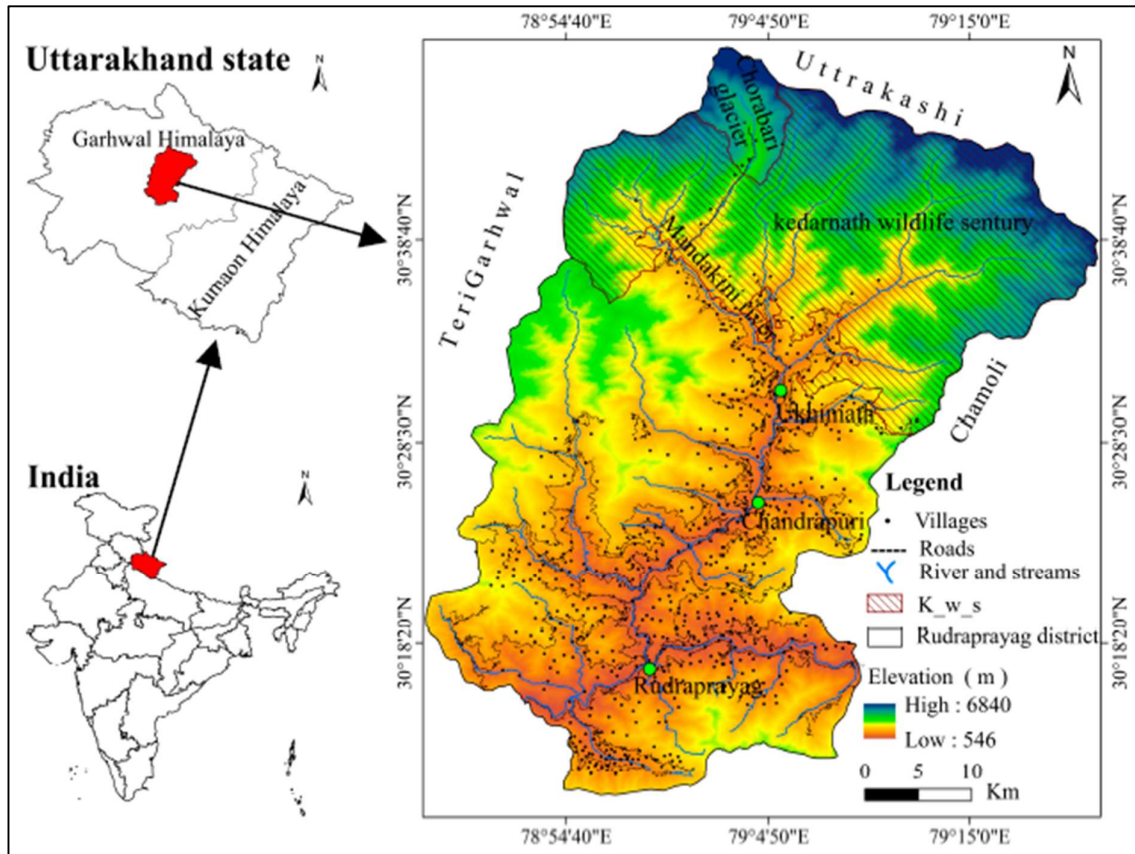 Uttarakhand state
N
Garhwal Himalaya
Kumaon Himalaya
India
N
78°54'40"E
79°4'50"E
79°15'0"E
30°38'40"N
30°28'30"N
30°18'20"N
N
Uttrakashi
Chorabari
glacier
Teri Garhwal
kedarnath wildlife sentury
Mandakini river
Chamoli
Ukhimath
Chandrapuri
Rudraprayag
Legend
Villages
Roads
River and streams
K_w_s
Rudraprayag district
Elevation ( m )
High : 6840
Low : 546
0 5 10
Km
30°38'40"N
30°28'30"N
30°18'20"N
78°54'40"E
79°4'50"E
79°15'0"E